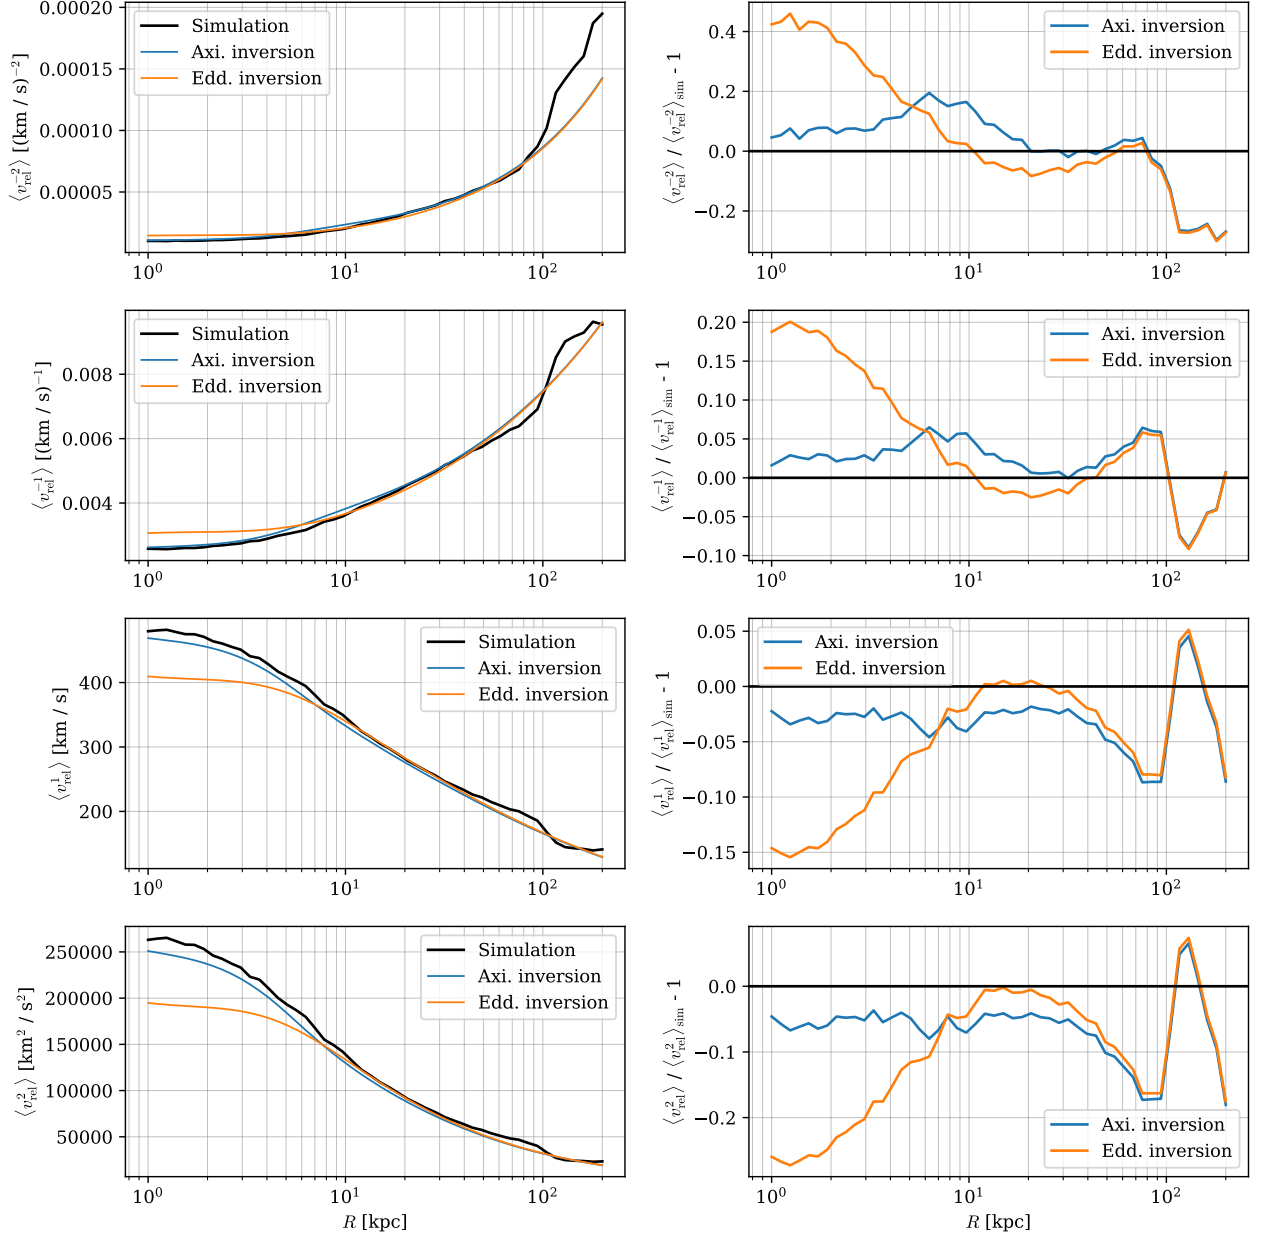 0.00020
0.00015
0.00010
0.00005
⟨v_rel^−2⟩ [(km / s)^−2]
Simulation
Axi. inversion
Edd. inversion
10^0 10^1 10^2
0.4
0.2
0.0
−0.2
⟨v_rel^−2⟩ / ⟨v_rel^−2⟩_sim - 1
Axi. inversion
Edd. inversion
10^0 10^1 10^2
0.008
0.006
0.004
⟨v_rel^−1⟩ [(km / s)^−1]
Simulation
Axi. inversion
Edd. inversion
10^0 10^1 10^2
0.20
0.15
0.10
0.05
0.00
−0.05
−0.10
⟨v_rel^−1⟩ / ⟨v_rel^−1⟩_sim - 1
Axi. inversion
Edd. inversion
10^0 10^1 10^2
400
300
200
⟨v_rel^1⟩ [km / s]
Simulation
Axi. inversion
Edd. inversion
10^0 10^1 10^2
0.05
0.00
−0.05
−0.10
−0.15
⟨v_rel^1⟩ / ⟨v_rel^1⟩_sim - 1
Axi. inversion
Edd. inversion
10^0 10^1 10^2
250000
200000
150000
100000
50000
⟨v_rel^2⟩ [km^2 / s^2]
Simulation
Axi. inversion
Edd. inversion
10^0 10^1 10^2
R [kpc]
0.0
−0.1
−0.2
⟨v_rel^2⟩ / ⟨v_rel^2⟩_sim - 1
Axi. inversion
Edd. inversion
10^0 10^1 10^2
R [kpc]